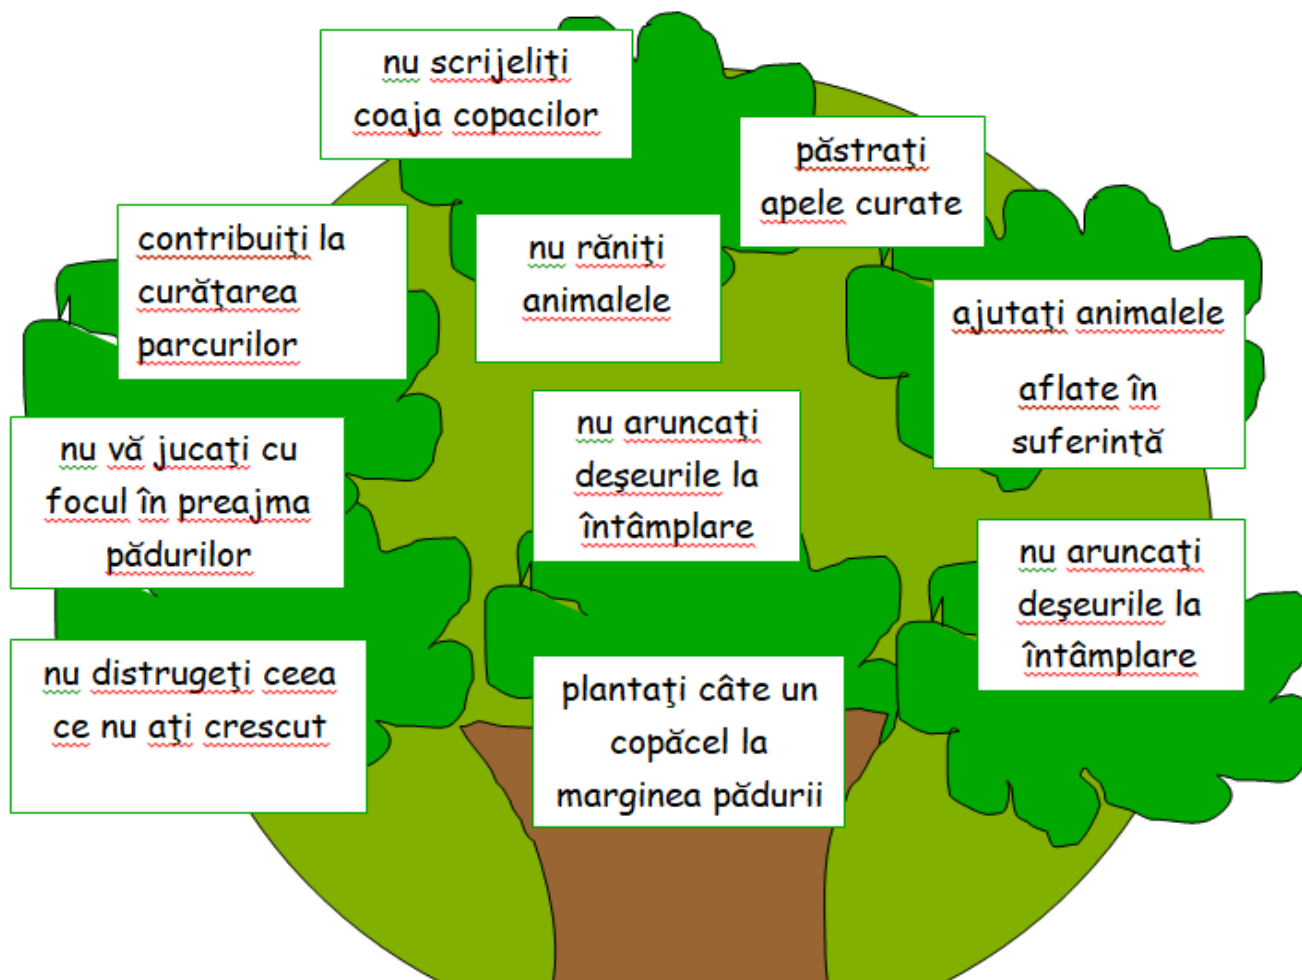 nu scrijeliţi
coaja copacilor
păstraţi
apele curate
contribuiţi la
curăţarea
parcurilor
nu răniţi
animalele
ajutaţi animalele
aflate în
suferinţă
nu vă jucaţi cu
focul în preajma
pădurilor
nu aruncaţi
deşeurile la
întâmplare
nu aruncaţi
deşeurile la
întâmplare
nu distrugeţi ceea
ce nu aţi crescut
plantaţi câte un
copăcel la
marginea pădurii